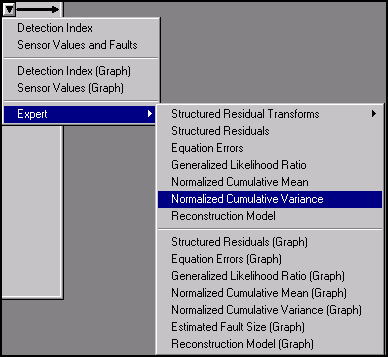 Detection Index
Sensor Values and Faults
Detection Index (Graph)
Sensor Values (Graph)
Expert
Structured Residual Transforms
Structured Residuals
Equation Errors
Generalized Likelihood Ratio
Normalized Cumulative Mean
Normalized Cumulative Variance
Reconstruction Model
Structured Residuals (Graph)
Equation Errors (Graph)
Generalized Likelihood Ratio (Graph)
Normalized Cumulative Mean (Graph)
Normalized Cumulative Variance (Graph)
Estimated Fault Size (Graph)
Reconstruction Model (Graph)